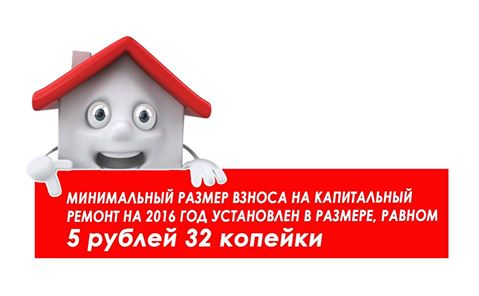 МИНИМАЛЬНЫЙ РАЗМЕР ВЗНОСА НА КАПИТАЛЬНЫЙ
РЕМОНТ НА 2016 ГОД УСТАНОВЛЕН В РАЗМЕРЕ, РАВНОМ
5 рублей 32 копейки